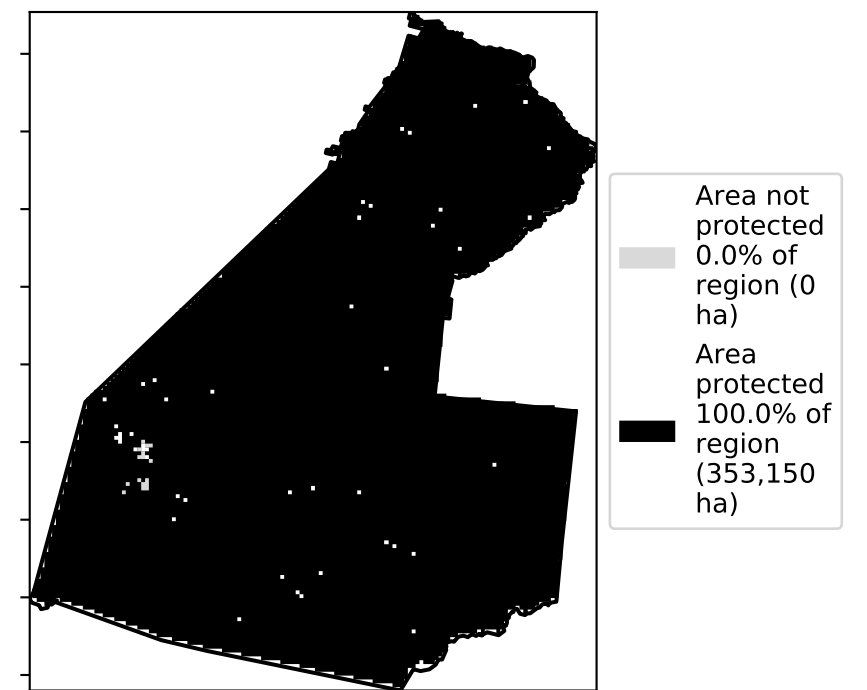 Area not
protected
0.0% of
region (0
ha)
Area
protected
100.0% of
region
(353,150
ha)